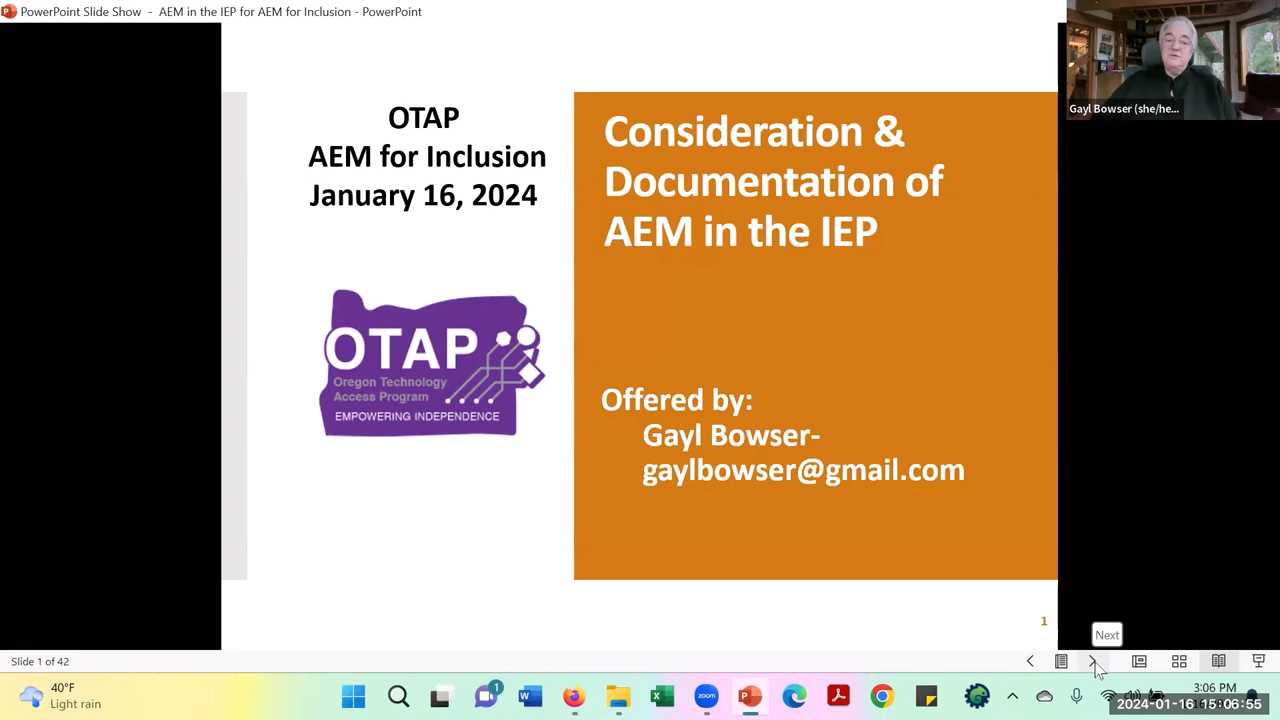 PowerPoint Slide Show - AEM in the IEP for AEM for Inclusion - PowerPoint
Gayl Bowser (she/he...
OTAP
AEM for Inclusion
January 16, 2024
Consideration &
Documentation of
AEM in the IEP
OTAP
Oregon Technology
Access Program
EMPOWERING INDEPENDENCE
Offered by:
Gayl Bowser-
gaylbowser@gmail.com
1
Next
Slide 1 of 42
40°F
Light rain
1
zoom
3:06 PM
2024-01-16 15:06:55